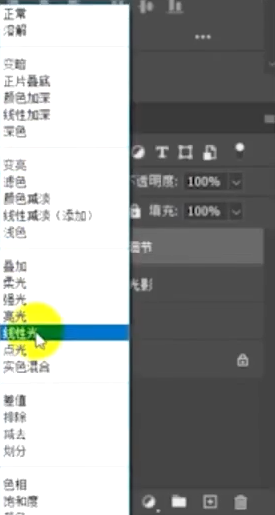 正常
溶解
变暗
正片叠底
颜色加深
线性加深
深色
变亮
滤色
颜色减淡
线性减淡（添加）
浅色
不透明度: 100%
填充: 100%
细节
光影
叠加
柔光
强光
亮光
线性光
点光
实色混合
差值
排除
减去
划分
色相
饱和度